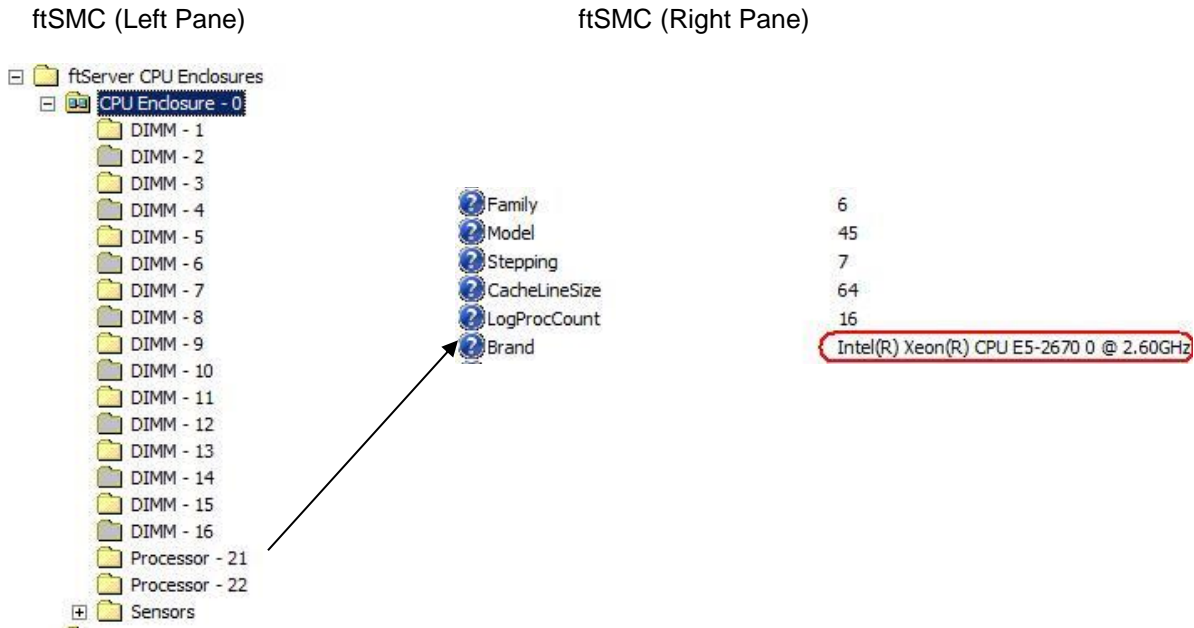 ftSMC (Left Pane)
ftSMC (Right Pane)
ftServer CPU Enclosures
CPU Enclosure - 0
DIMM - 1
DIMM - 2
DIMM - 3
DIMM - 4
DIMM - 5
DIMM - 6
DIMM - 7
DIMM - 8
DIMM - 9
DIMM - 10
DIMM - 11
DIMM - 12
DIMM - 13
DIMM - 14
DIMM - 15
DIMM - 16
Processor - 21
Processor - 22
Sensors
Family 6
Model 45
Stepping 7
CacheLineSize 64
LogProcCount 16
Brand Intel(R) Xeon(R) CPU E5-2670 0 @ 2.60GHz